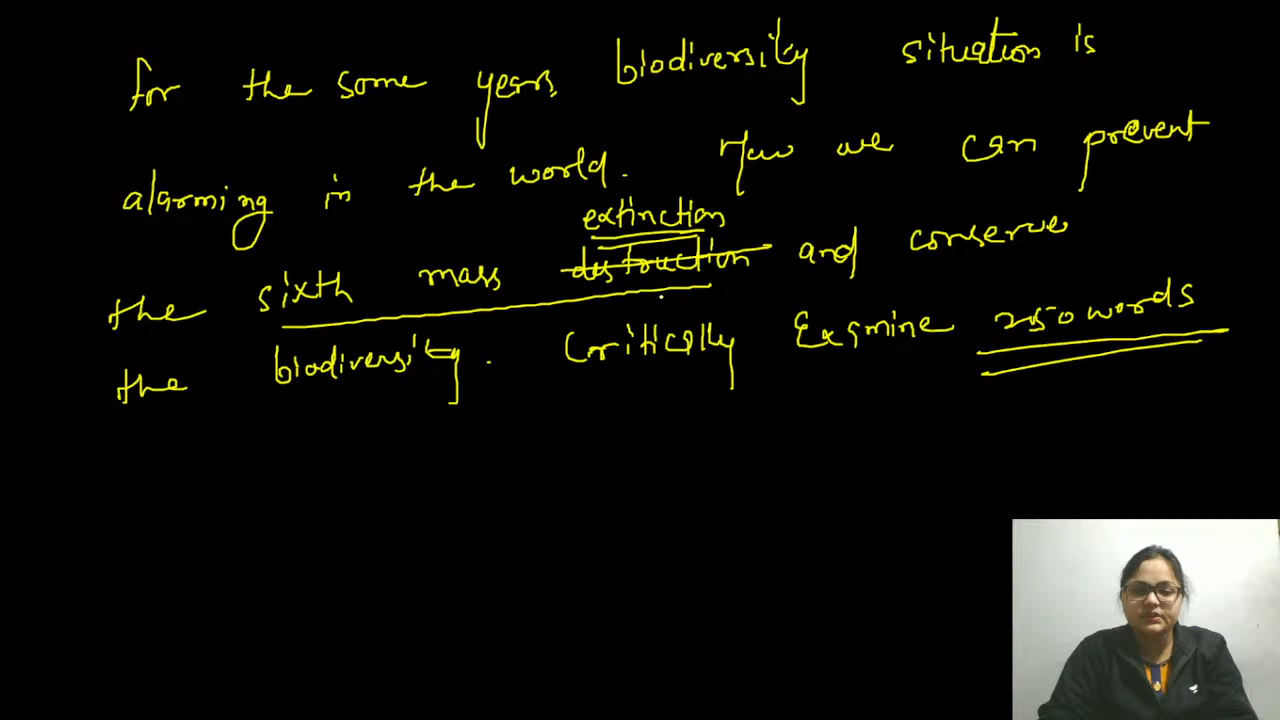 for the some years biodiversity situation is
alarming in the world. How we can prevent
extinction
the sixth mass distruction and conserve
the biodiversity. Critically Examine 250 words